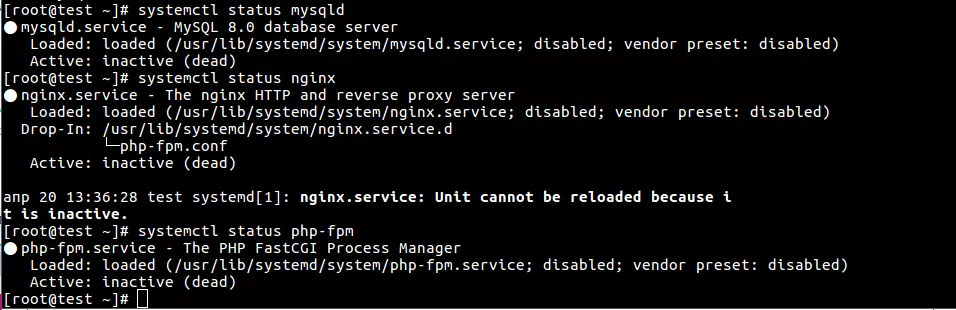 [root@test ~]# systemctl status mysqld
● mysqld.service - MySQL 8.0 database server
   Loaded: loaded (/usr/lib/systemd/system/mysqld.service; disabled; vendor preset: disabled)
   Active: inactive (dead)
[root@test ~]# systemctl status nginx
● nginx.service - The nginx HTTP and reverse proxy server
   Loaded: loaded (/usr/lib/systemd/system/nginx.service; disabled; vendor preset: disabled)
  Drop-In: /usr/lib/systemd/system/nginx.service.d
           └─php-fpm.conf
   Active: inactive (dead)

апр 20 13:36:28 test systemd[1]: nginx.service: Unit cannot be reloaded because i
t is inactive.
[root@test ~]# systemctl status php-fpm
● php-fpm.service - The PHP FastCGI Process Manager
   Loaded: loaded (/usr/lib/systemd/system/php-fpm.service; disabled; vendor preset: disabled)
   Active: inactive (dead)
[root@test ~]#